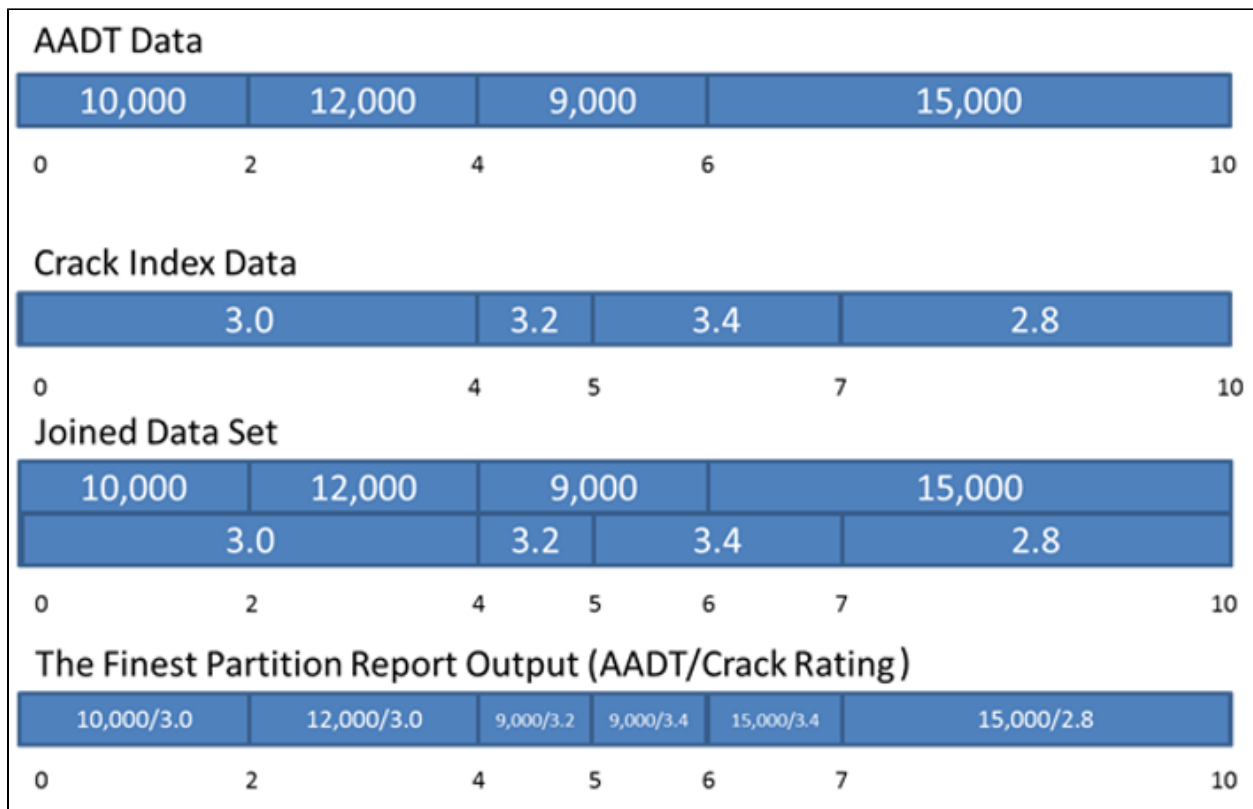 AADT Data
10,000 12,000 9,000 15,000
0 2 4 6 10
Crack Index Data
3.0 3.2 3.4 2.8
0 4 5 7 10
Joined Data Set
10,000 12,000 9,000 15,000
3.0 3.2 3.4 2.8
0 2 4 5 6 7 10
The Finest Partition Report Output (AADT/Crack Rating)
10,000/3.0 12,000/3.0 9,000/3.2 9,000/3.4 15,000/3.4 15,000/2.8
0 2 4 5 6 7 10